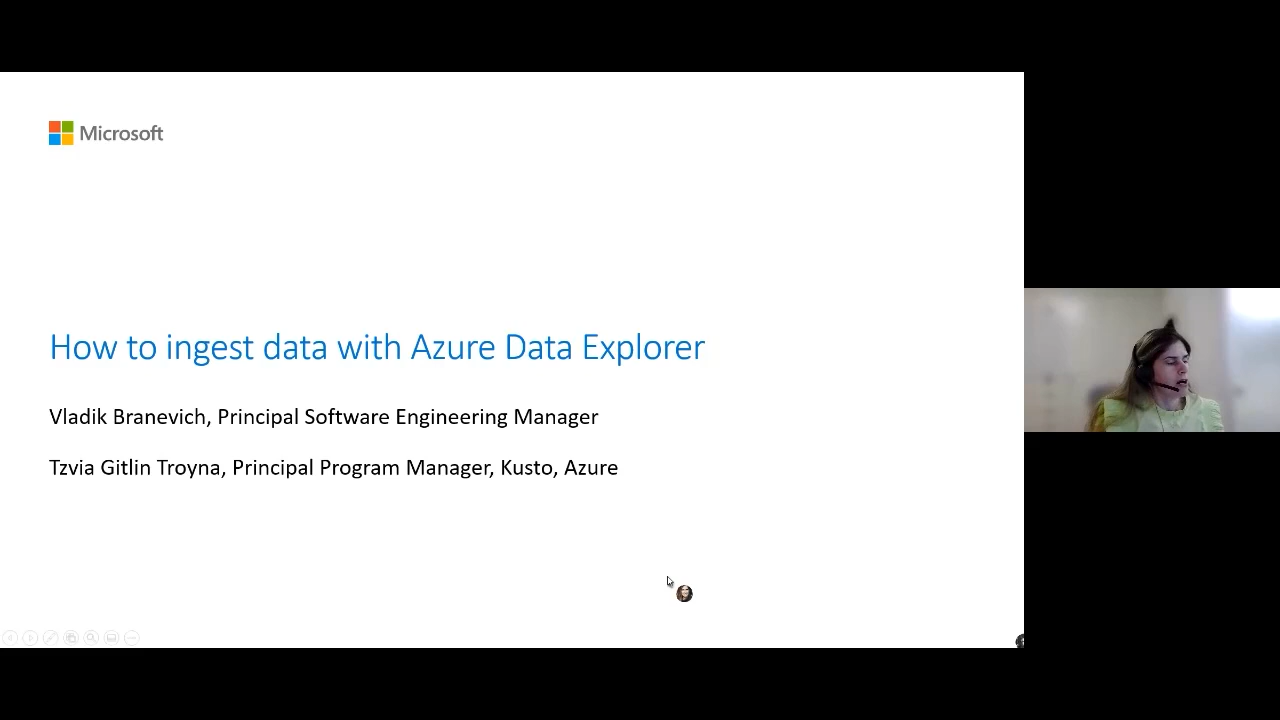 Microsoft
How to ingest data with Azure Data Explorer
Vladik Branevich, Principal Software Engineering Manager
Tzvia Gitlin Troyna, Principal Program Manager, Kusto, Azure